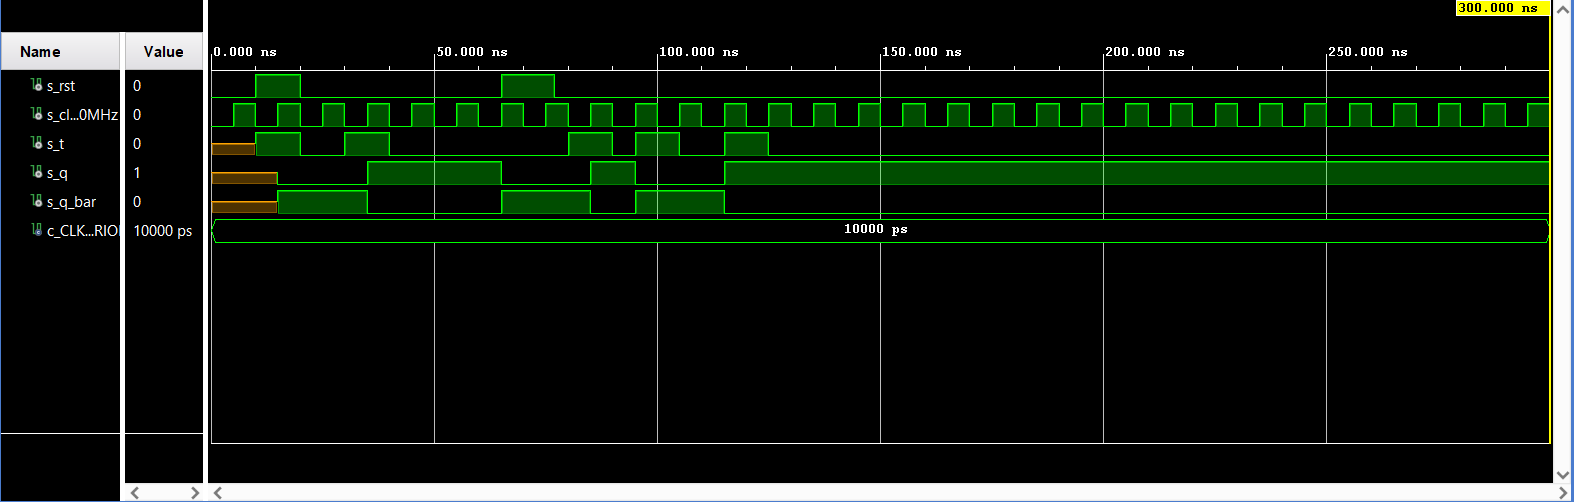 300.000 ns
Name Value
0.000 ns 50.000 ns 100.000 ns 150.000 ns 200.000 ns 250.000 ns
s_rst 0
s_cl...0MHz 0
s_t 0
s_q 1
s_q_bar 0
c_CLK...RIO 10000 ps 10000 ps